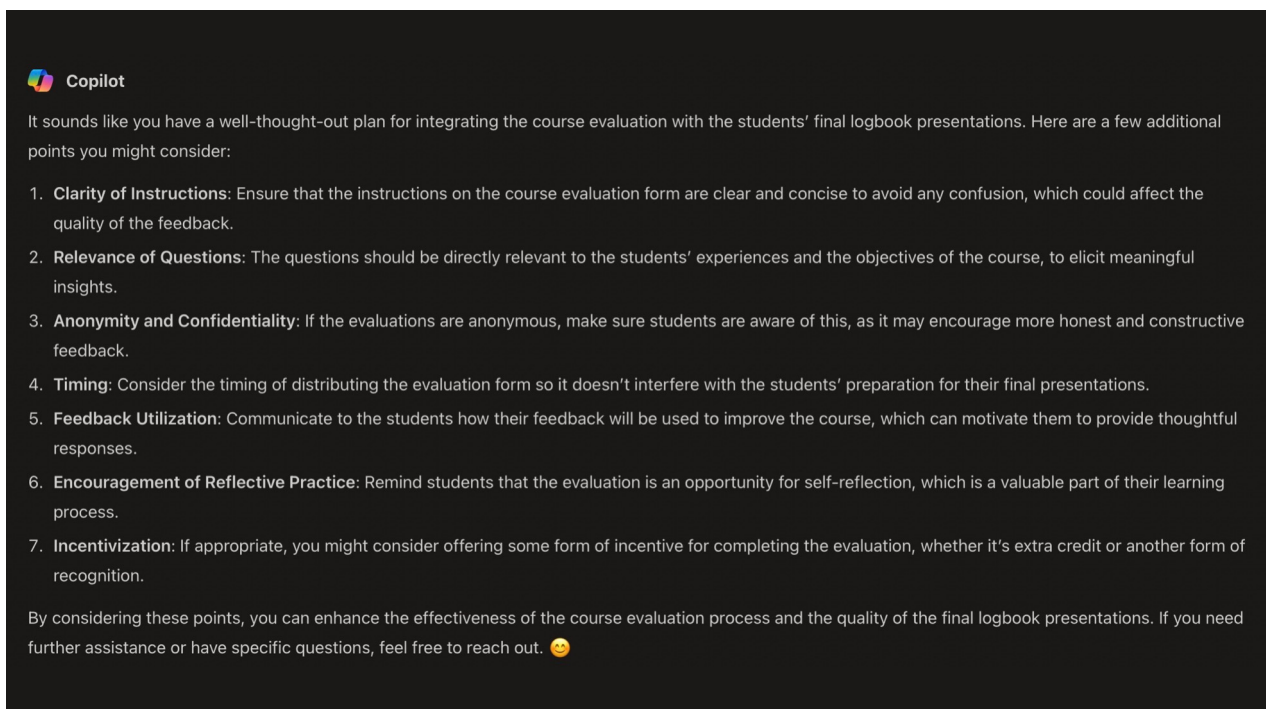 Copilot
It sounds like you have a well-thought-out plan for integrating the course evaluation with the students’ final logbook presentations. Here are a few additional
points you might consider:
1. Clarity of Instructions: Ensure that the instructions on the course evaluation form are clear and concise to avoid any confusion, which could affect the
quality of the feedback.
2. Relevance of Questions: The questions should be directly relevant to the students’ experiences and the objectives of the course, to elicit meaningful
insights.
3. Anonymity and Confidentiality: If the evaluations are anonymous, make sure students are aware of this, as it may encourage more honest and constructive
feedback.
4. Timing: Consider the timing of distributing the evaluation form so it doesn’t interfere with the students’ preparation for their final presentations.
5. Feedback Utilization: Communicate to the students how their feedback will be used to improve the course, which can motivate them to provide thoughtful
responses.
6. Encouragement of Reflective Practice: Remind students that the evaluation is an opportunity for self-reflection, which is a valuable part of their learning
process.
7. Incentivization: If appropriate, you might consider offering some form of incentive for completing the evaluation, whether it’s extra credit or another form of
recognition.
By considering these points, you can enhance the effectiveness of the course evaluation process and the quality of the final logbook presentations. If you need
further assistance or have specific questions, feel free to reach out. 😊